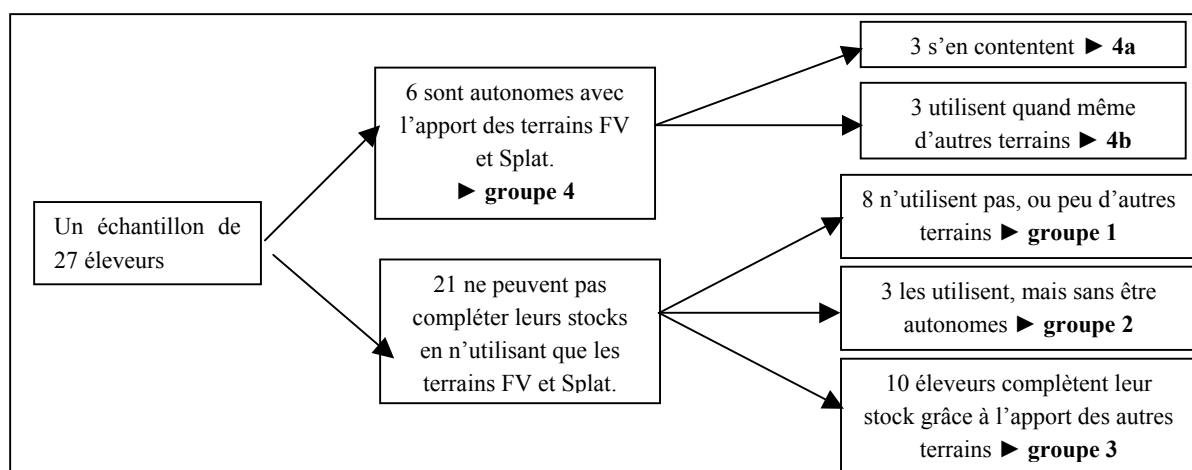 Un échantillon de
27 éleveurs
6 sont autonomes avec
l'apport des terrains FV
et Splat.
► groupe 4
3 s'en contentent ► 4a
3 utilisent quand même
d'autres terrains ► 4b
21 ne peuvent pas
compléter leurs stocks
en n'utilisant que les
terrains FV et Splat.
8 n'utilisent pas, ou peu d'autres
terrains ► groupe 1
3 les utilisent, mais sans être
autonomes ► groupe 2
10 éleveurs complètent leur
stock grâce à l'apport des autres
terrains ► groupe 3